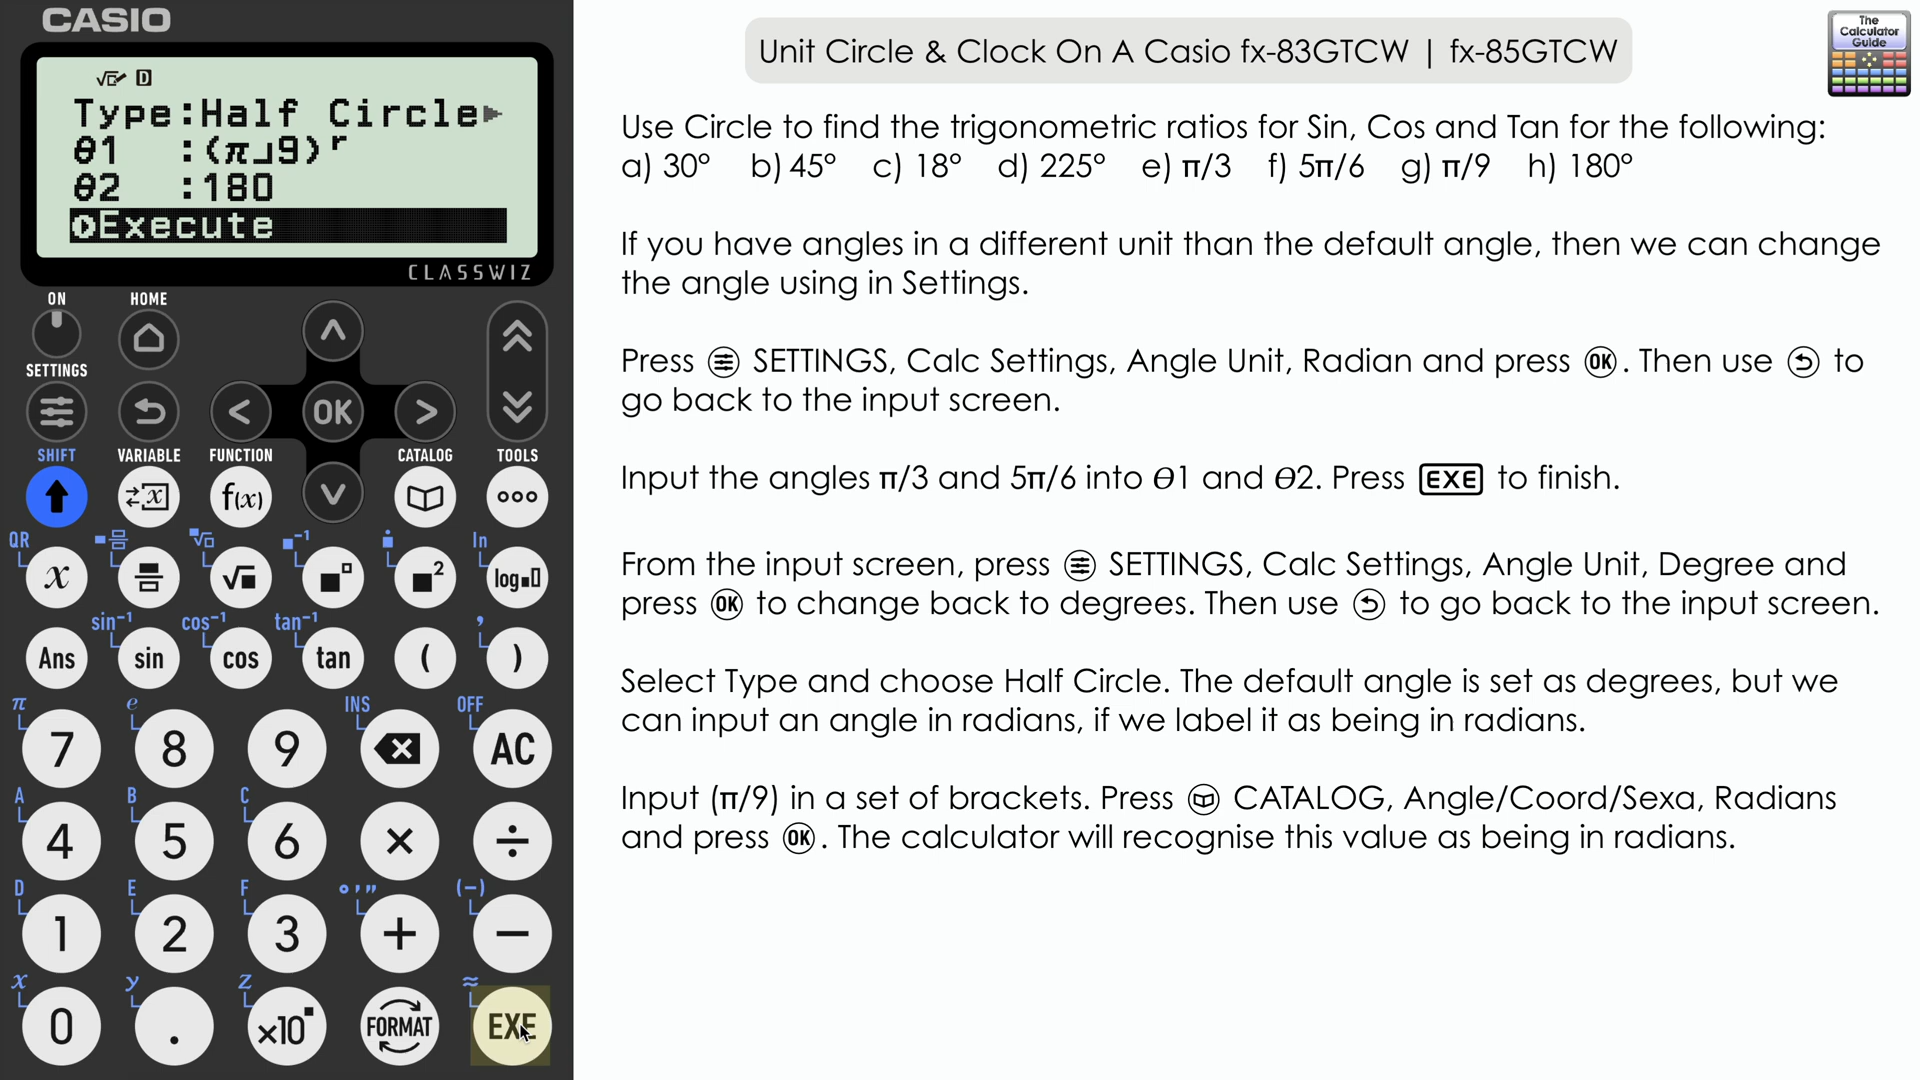 CASIO
√ D
Type:Half Circle▶
θ1 :(π⌟9)ʳ
θ2 :180
Execute
CLASSWIZ
ON HOME
SETTINGS
< OK >
SHIFT VARIABLE FUNCTION CATALOG TOOLS
x f(x)
QR ■√□ ■⁻¹ ln
x √■ ■□ ■² log■□
sin⁻¹ cos⁻¹ tan⁻¹ ,
Ans sin cos tan ( )
π e INS OFF
7 8 9 AC
A B C
4 5 6 × ÷
D E F ° ′ ″ (−)
1 2 3 + −
x y z ≈
0 . ×10■ FORMAT EXE
Unit Circle & Clock On A Casio fx-83GTCW | fx-85GTCW
The
Calculator
Guide
Use Circle to find the trigonometric ratios for Sin, Cos and Tan for the following:
a) 30° b) 45° c) 18° d) 225° e) π/3 f) 5π/6 g) π/9 h) 180°
If you have angles in a different unit than the default angle, then we can change
the angle using in Settings.
Press SETTINGS, Calc Settings, Angle Unit, Radian and press OK. Then use to
go back to the input screen.
Input the angles π/3 and 5π/6 into θ1 and θ2. Press EXE to finish.
From the input screen, press SETTINGS, Calc Settings, Angle Unit, Degree and
press OK to change back to degrees. Then use to go back to the input screen.
Select Type and choose Half Circle. The default angle is set as degrees, but we
can input an angle in radians, if we label it as being in radians.
Input (π/9) in a set of brackets. Press CATALOG, Angle/Coord/Sexa, Radians
and press OK. The calculator will recognise this value as being in radians.